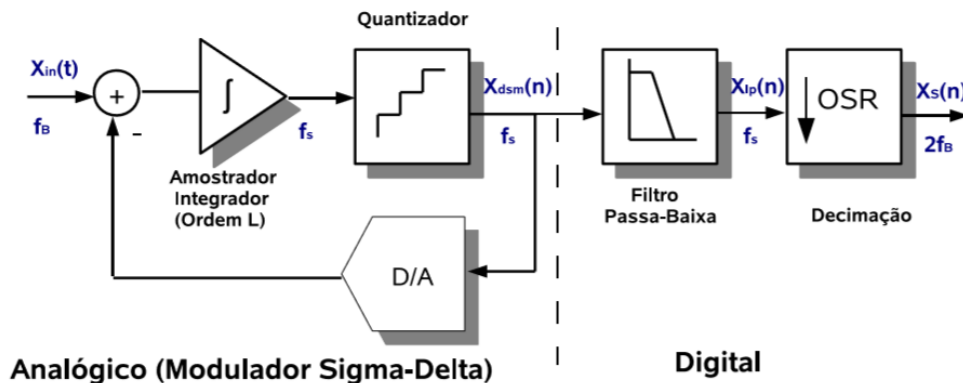 Quantizador
Xin(t)
+
∫
Xdsm(n)
Xlp(n)
OSR
XS(n)
fB
-
fs
fs
fs
2fB
Amostrador
Integrador
(Ordem L)
Filtro
Passa-Baixa
Decimação
D/A
Analógico (Modulador Sigma-Delta)
Digital